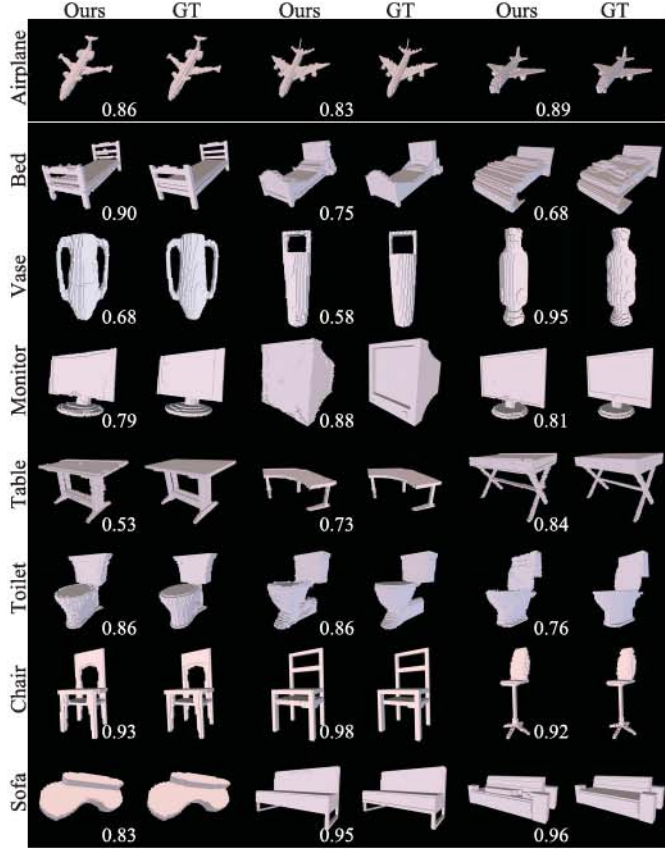 Ours GT Ours GT Ours GT
Airplane 0.86 0.83 0.89
Bed 0.90 0.75 0.68
Vase 0.68 0.58 0.95
Monitor 0.79 0.88 0.81
Table 0.53 0.73 0.84
Toilet 0.86 0.86 0.76
Chair 0.93 0.98 0.92
Sofa 0.83 0.95 0.96